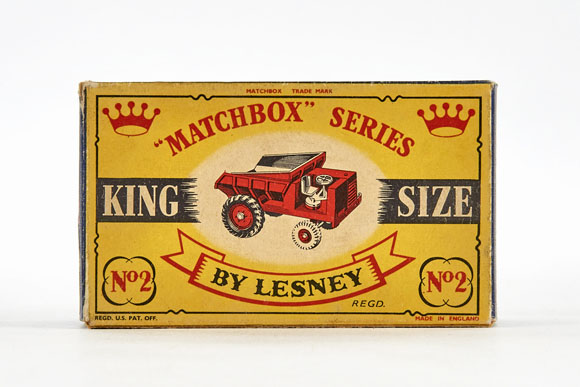 MATCHBOX TRADE MARK
"MATCHBOX" SERIES
KING SIZE
BY LESNEY
REGD.
Nº2 Nº2
REGD. U.S. PAT. OFF. MADE IN ENGLAND